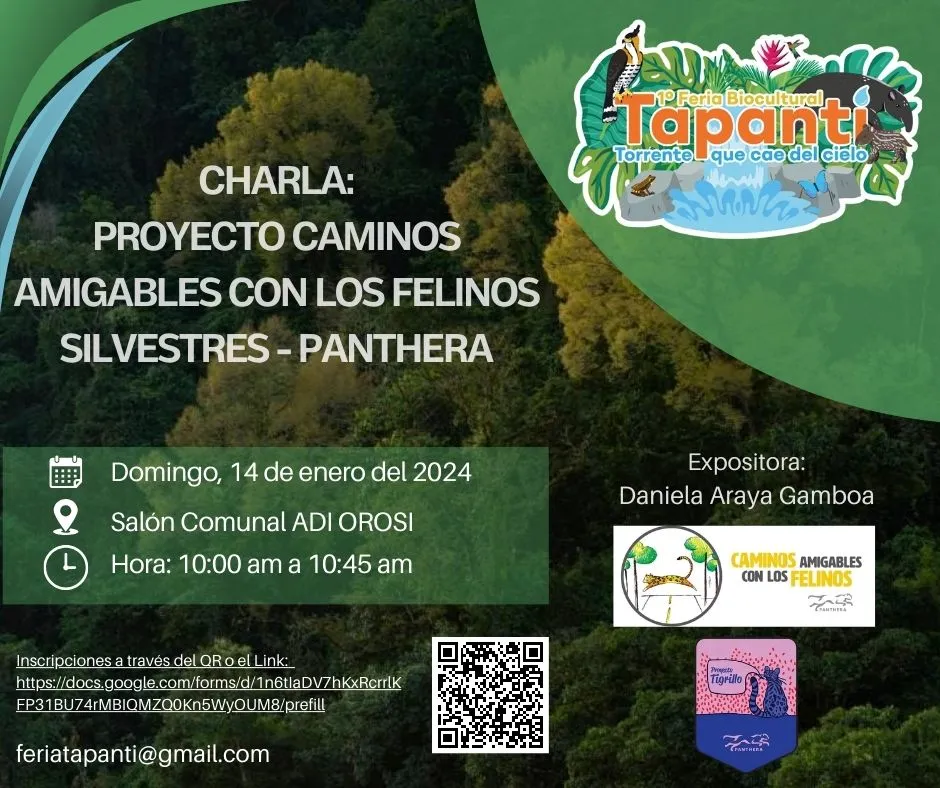 1º Feria Biocultural
Tapantí
Torrente que cae del cielo
CHARLA:
PROYECTO CAMINOS
AMIGABLES CON LOS FELINOS
SILVESTRES - PANTHERA
Domingo, 14 de enero del 2024
Salón Comunal ADI OROSI
Hora: 10:00 am a 10:45 am
Expositora:
Daniela Araya Gamboa
CAMINOS AMIGABLES
CON LOS FELINOS
PANTHERA
Proyecto
Tigrillo
PANTHERA
Inscripciones a través del QR o el Link:
https://docs.google.com/forms/d/1n6tIaDV7hKxRcrrlK
FP31BU74rMBIQMZQ0Kn5WyOUM8/prefill
feriatapanti@gmail.com